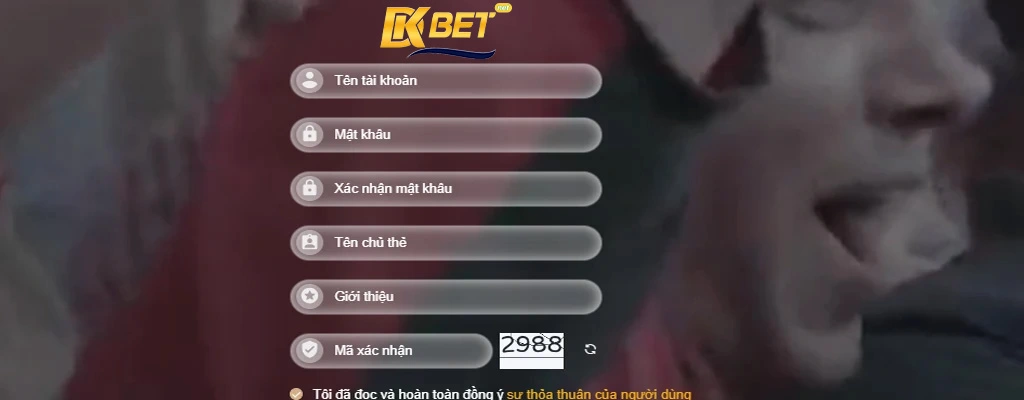 DKBET
Tên tài khoản
Mật khẩu
Xác nhận mật khẩu
Tên chủ thẻ
Giới thiệu
Mã xác nhận
2988
Tôi đã đọc và hoàn toàn đồng ý sự thỏa thuận của người dùng